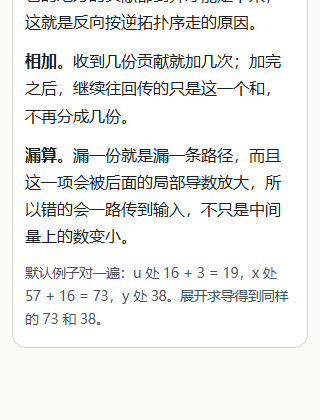 这就是反向按逆拓扑序走的原因。
相加。收到几份贡献就加几次；加完
之后，继续往回传的只是这一个和，
不再分成几份。
漏算。漏一份就是漏一条路径，而且
这一项会被后面的局部导数放大，所
以错的会一路传到输入，不只是中间
量上的数变小。
默认例子对一遍：u 处 16 + 3 = 19，x 处
57 + 16 = 73，y 处 38。展开求导得到同样
的 73 和 38。